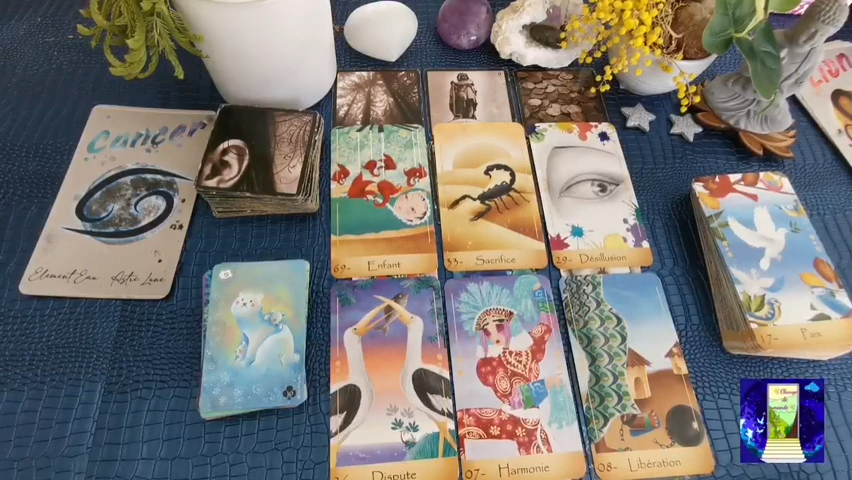 Cancer
Element Eau Astre Lune
69- Enfant
33- Sacrifice
29- Désillusion
17- Paix
Dispute
07- Harmonie
08- Libération